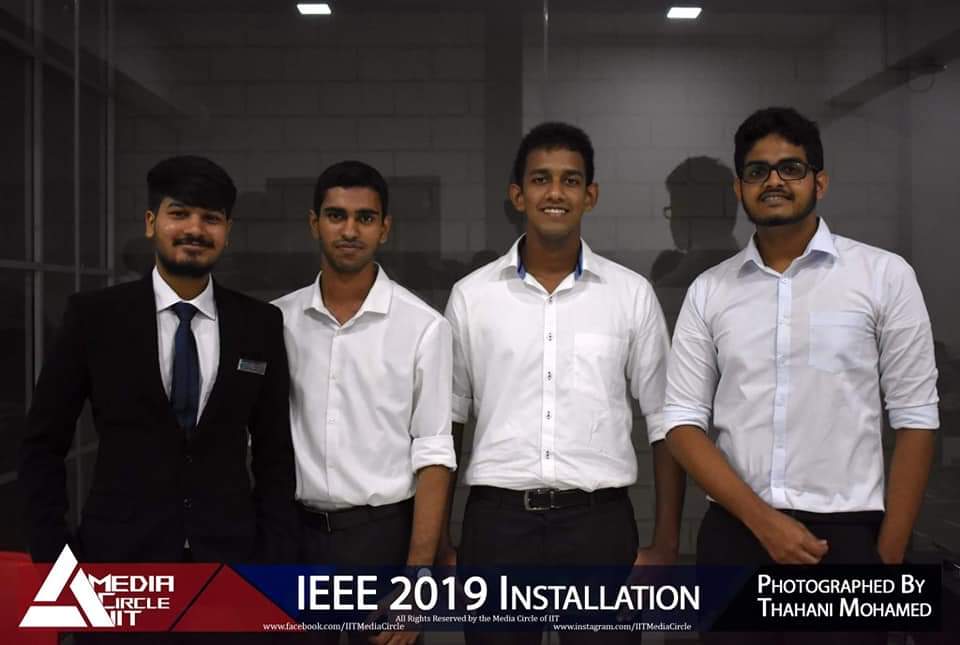 MEDIA
CIRCLE
IIT
IEEE 2019 INSTALLATION
All Rights Reserved by the Media Circle of IIT
www.facebook.com/IITMediaCircle
www.instagram.com/IITMediaCircle
PHOTOGRAPHED BY
THAHANI MOHAMED